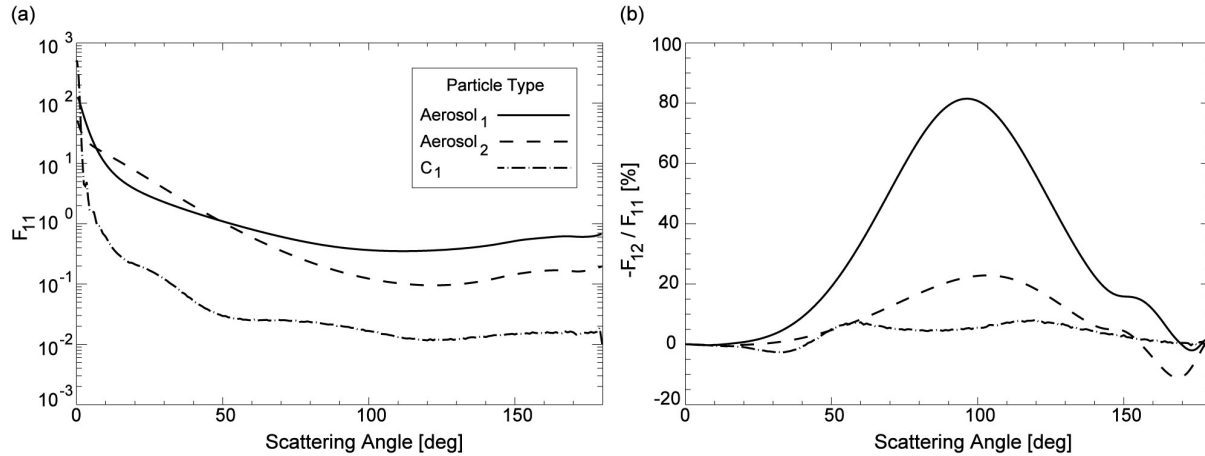 (a)
10³
10²
10¹
10⁰
10⁻¹
10⁻²
10⁻³
F₁₁
0
50
100
150
Scattering Angle [deg]
Particle Type
Aerosol₁
Aerosol₂
C₁
(b)
100
80
60
40
20
0
-20
-F₁₂ / F₁₁ [%]
0
50
100
150
Scattering Angle [deg]